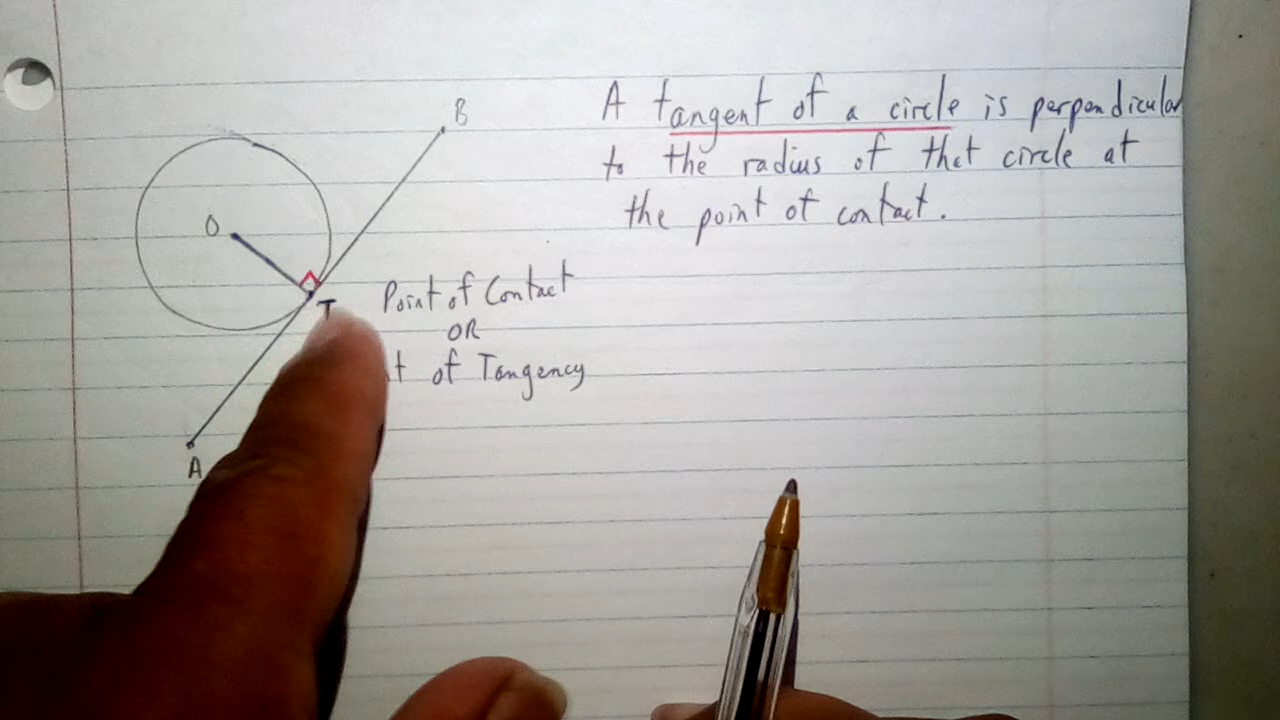 A tangent of a circle is perpendicular
to the radius of that circle at
the point of contact.
B
O
T
Point of Contact
OR
t of Tangency
A